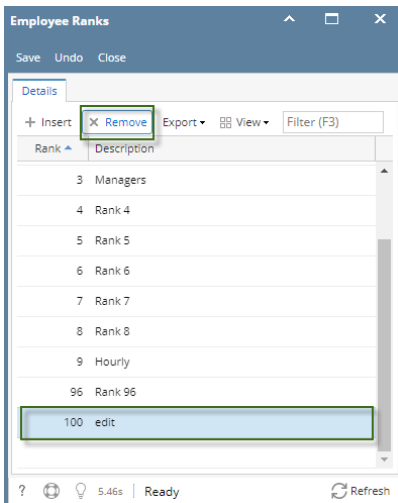 Employee Ranks
Save Undo Close
Details
+ Insert × Remove Export View Filter (F3)
Rank Description
3 Managers
4 Rank 4
5 Rank 5
6 Rank 6
7 Rank 7
8 Rank 8
9 Hourly
96 Rank 96
100 edit
? 5.46s Ready Refresh